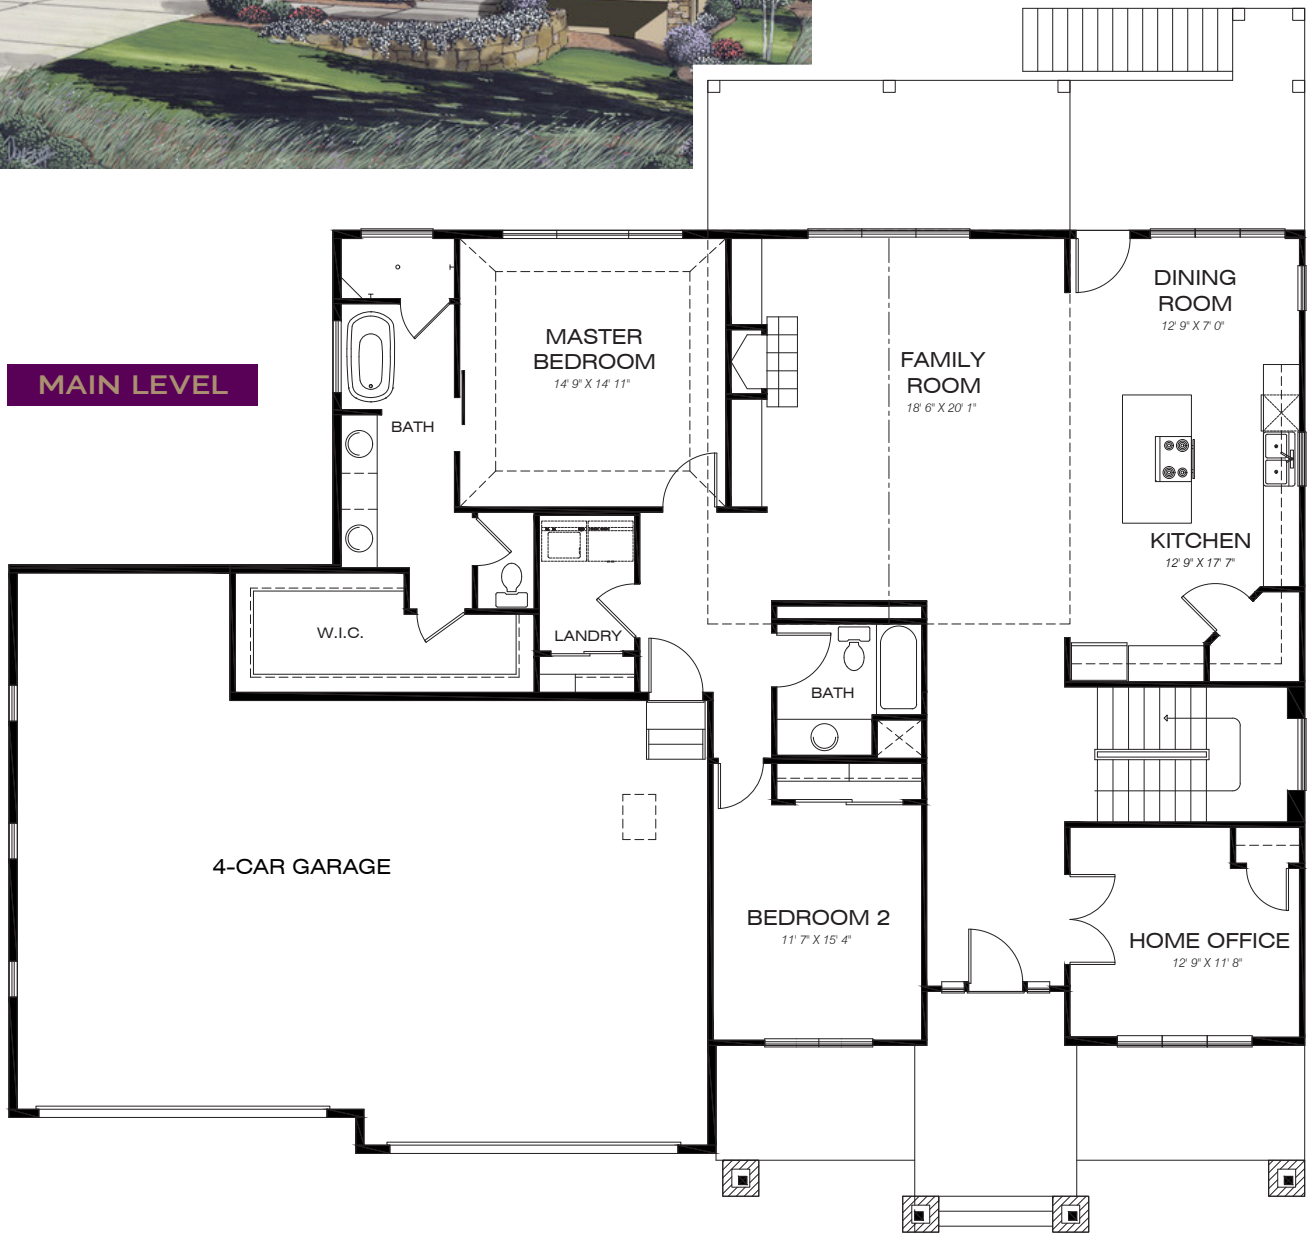 MAIN LEVEL
MASTER
BEDROOM
14' 9" X 14' 11"
BATH
FAMILY
ROOM
18' 6" X 20' 1"
DINING
ROOM
12' 9" X 7' 0"
KITCHEN
12' 9" X 17' 7"
W.I.C.
LANDRY
BATH
4-CAR GARAGE
BEDROOM 2
11' 7" X 15' 4"
HOME OFFICE
12' 9" X 11' 8"